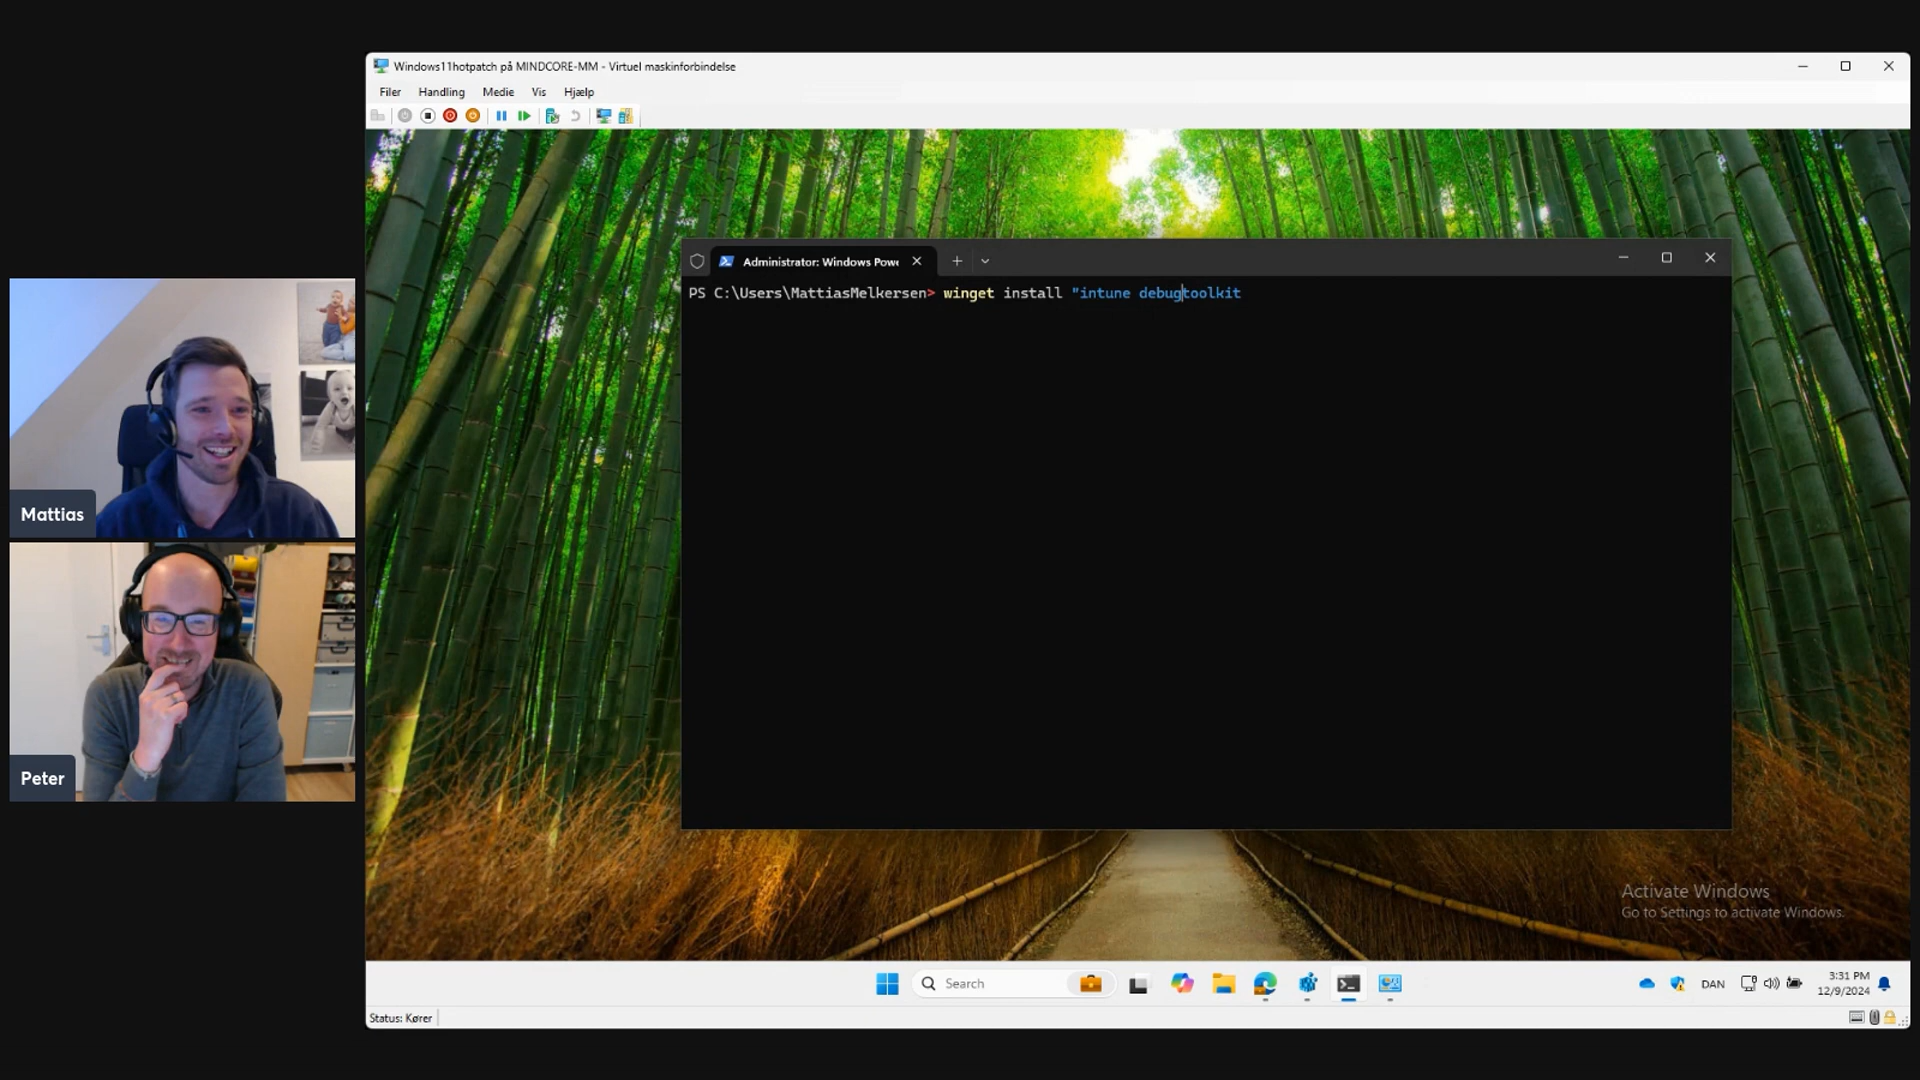 Windows11hotpatch på MINDCORE-MM - Virtuel maskinforbindelse
Filer Handling Medie Vis Hjælp
Administrator: Windows Powe
PS C:\Users\MattiasMelkersen> winget install "intune debugtoolkit
Mattias
Peter
Activate Windows
Go to Settings to activate Windows.
Search
DAN
3:31 PM
12/9/2024
Status: Kører